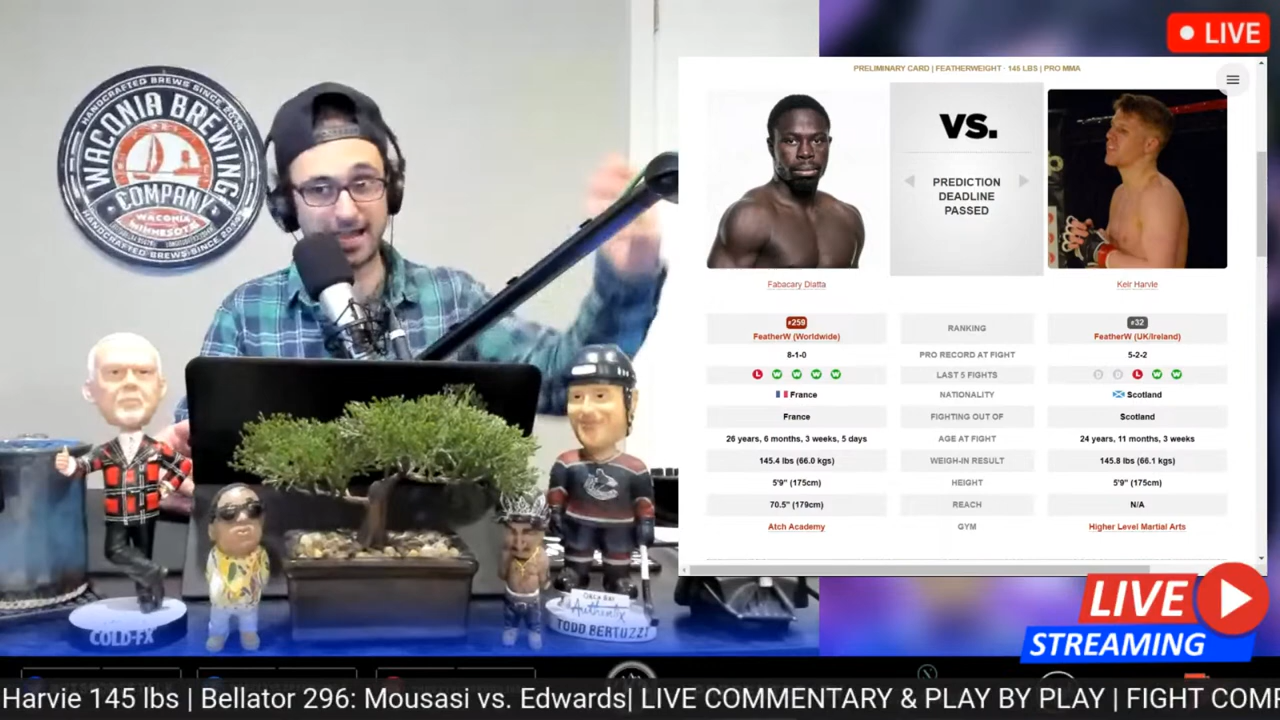 LIVE
PRELIMINARY CARD | FEATHERWEIGHT · 145 LBS | PRO MMA
VS.
PREDICTION
DEADLINE
PASSED
Fabacary Diatta
Keir Harvie
#259
RANKING
#32
FeatherW (Worldwide)
FeatherW (UK/Ireland)
8-1-0
PRO RECORD AT FIGHT
5-2-2
L W W W W
LAST 5 FIGHTS
D D L W W
France
NATIONALITY
Scotland
France
FIGHTING OUT OF
Scotland
26 years, 6 months, 3 weeks, 5 days
AGE AT FIGHT
24 years, 11 months, 3 weeks
145.4 lbs (66.0 kgs)
WEIGH-IN RESULT
145.8 lbs (66.1 kgs)
5'9" (175cm)
HEIGHT
5'9" (175cm)
70.5" (179cm)
REACH
N/A
Atch Academy
GYM
Higher Level Martial Arts
HANDCRAFTED BREWS SINCE
WACONIA BREWING
COMPANY
WACONIA
MINNESOTA
HANDCRAFTED BREWS SINCE
COLD-FX
Authentix
TODD BERTUZZI
LIVE
STREAMING
Harvie 145 lbs | Bellator 296: Mousasi vs. Edwards| LIVE COMMENTARY & PLAY BY PLAY | FIGHT COM